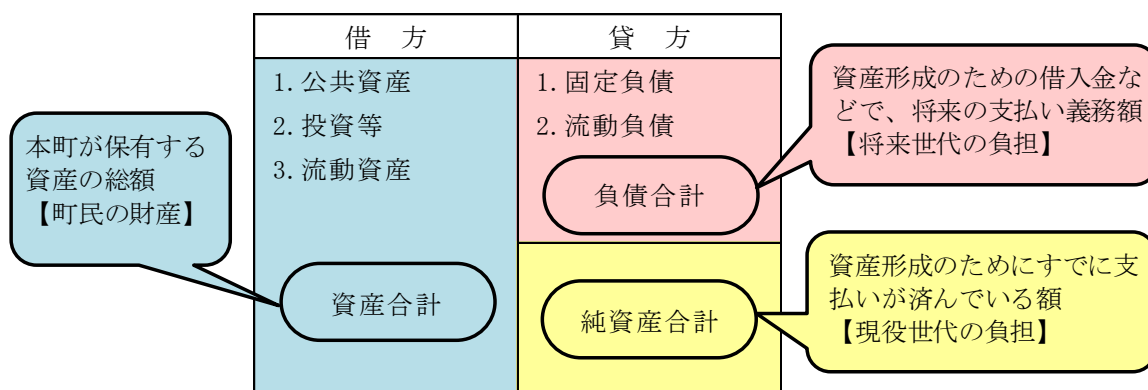 借　方
貸　方
1.公共資産
2.投資等
3.流動資産
資産合計
1.固定負債
2.流動負債
負債合計
純資産合計
本町が保有する
資産の総額
【町民の財産】
資産形成のための借入金な
どで、将来の支払い義務額
【将来世代の負担】
資産形成のためにすでに支
払いが済んでいる額
【現役世代の負担】